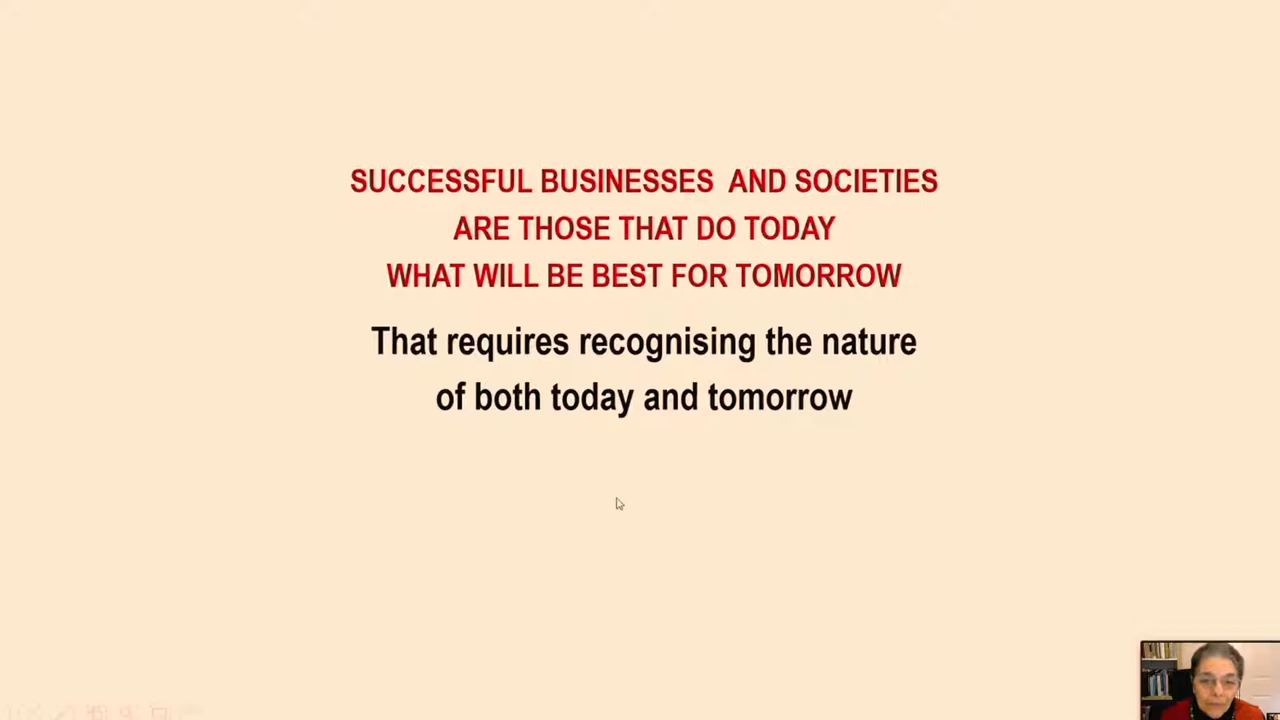 SUCCESSFUL BUSINESSES AND SOCIETIES
ARE THOSE THAT DO TODAY
WHAT WILL BE BEST FOR TOMORROW
That requires recognising the nature
of both today and tomorrow